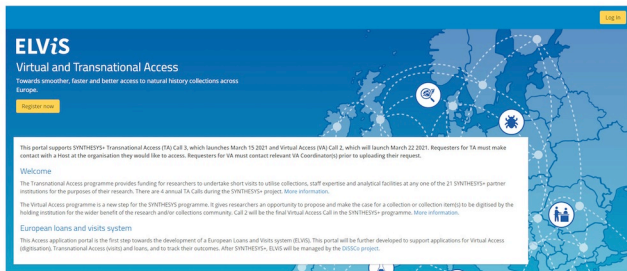 Log In
ELViS
Virtual and Transnational Access
Towards smoother, faster and better access to natural history collections across
Europe.
Register now
This portal supports SYNTHESYS+ Transnational Access (TA) Call 3, which launches March 15 2021 and Virtual Access (VA) Call 2, which will launch March 22 2021. Requesters for TA must make
contact with a Host at the organisation they would like to access. Requesters for VA must contact relevant VA Coordinator(s) prior to uploading their request.
Welcome
The Transnational Access programme provides funding for researchers to undertake short visits to utilise collections, staff expertise and analytical facilities at any one of the 21 SYNTHESYS+ partner
institutions for the purposes of their research. There are 4 annual TA Calls during the SYNTHESYS+ project. More information.
The Virtual Access programme is a new step for the SYNTHESYS programme. It gives researchers an opportunity to propose and make the case for a collection or collection item(s) to be digitised by the
holding institution for the wider benefit of the research and/or collections community. Call 2 will be the final Virtual Access Call in the SYNTHESYS+ programme. More information.
European loans and visits system
This Access application portal is the first step towards the development of a European Loans and Visits system (ELViS). This portal will be further developed to support applications for Virtual Access
(digitisation), Transnational Access (visits) and loans, and to track their outcomes. After SYNTHESYS+, ELViS will be managed by the DiSSCo project.